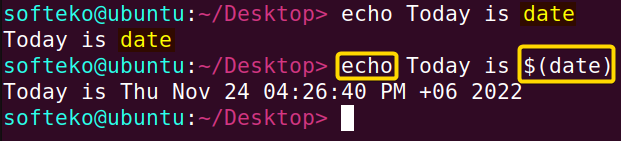 softeko@ubuntu:~/Desktop> echo Today is date
Today is date
softeko@ubuntu:~/Desktop> echo Today is $(date)
Today is Thu Nov 24 04:26:40 PM +06 2022
softeko@ubuntu:~/Desktop>